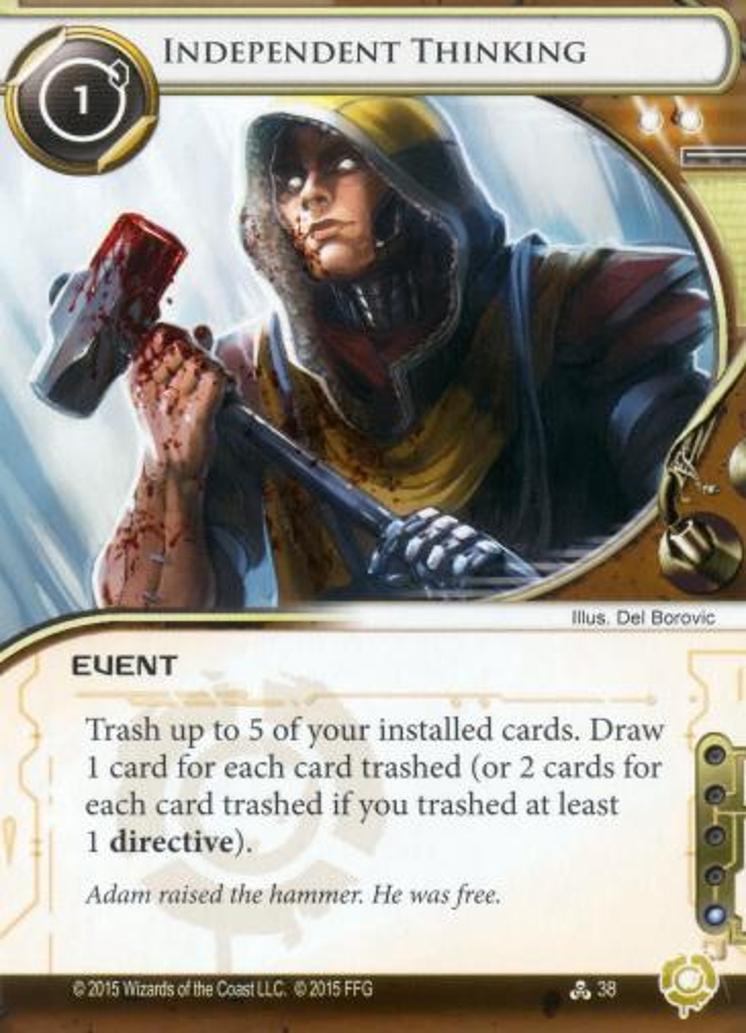 INDEPENDENT THINKING
1
Illus. Del Borovic
EVENT
Trash up to 5 of your installed cards. Draw
1 card for each card trashed (or 2 cards for
each card trashed if you trashed at least
1 directive).
Adam raised the hammer. He was free.
© 2015 Wizards of the Coast LLC. © 2015 FFG
38